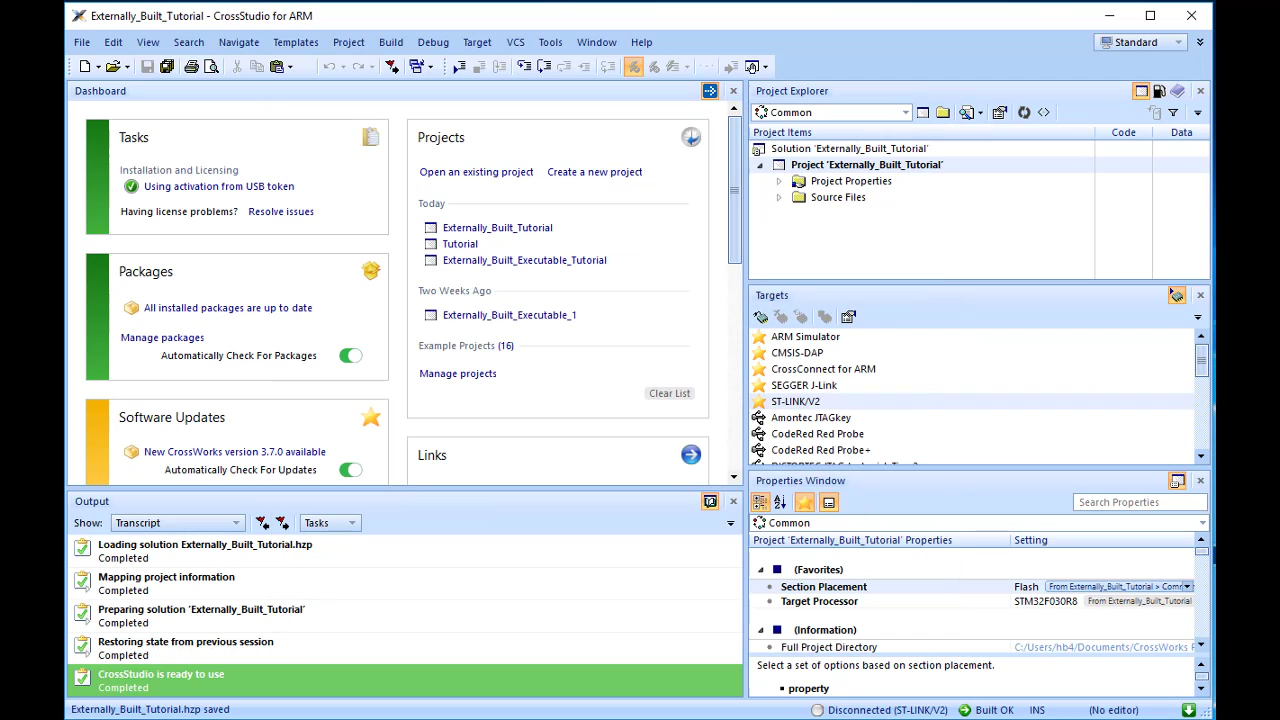 Externally_Built_Tutorial - CrossStudio for ARM
File Edit View Search Navigate Templates Project Build Debug Target VCS Tools Window Help
Standard
Dashboard
Tasks
Installation and Licensing
Using activation from USB token
Having license problems? Resolve issues
Packages
All installed packages are up to date
Manage packages
Automatically Check For Packages
Software Updates
New CrossWorks version 3.7.0 available
Automatically Check For Updates
Projects
Open an existing project Create a new project
Today
Externally_Built_Tutorial
Tutorial
Externally_Built_Executable_Tutorial
Two Weeks Ago
Externally_Built_Executable_1
Example Projects (16)
Manage projects
Clear List
Links
Output
Show: Transcript Tasks
Loading solution Externally_Built_Tutorial.hzp
Completed
Mapping project information
Completed
Preparing solution 'Externally_Built_Tutorial'
Completed
Restoring state from previous session
Completed
CrossStudio is ready to use
Completed
Project Explorer
Common
Project Items Code Data
Solution 'Externally_Built_Tutorial'
Project 'Externally_Built_Tutorial'
Project Properties
Source Files
Targets
ARM Simulator
CMSIS-DAP
CrossConnect for ARM
SEGGER J-Link
ST-LINK/V2
Amontec JTAGkey
CodeRed Red Probe
CodeRed Red Probe+
Properties Window
Search Properties
Common
Project 'Externally_Built_Tutorial' Properties Setting
(Favorites)
Section Placement Flash From Externally_Built_Tutorial > Comm
Target Processor STM32F030R8 From Externally_Built_Tutorial
(Information)
Full Project Directory C:/Users/hb4/Documents/CrossWorks
Select a set of options based on section placement.
property
Externally_Built_Tutorial.hzp saved
Disconnected (ST-LINK/V2) Built OK INS (No editor)